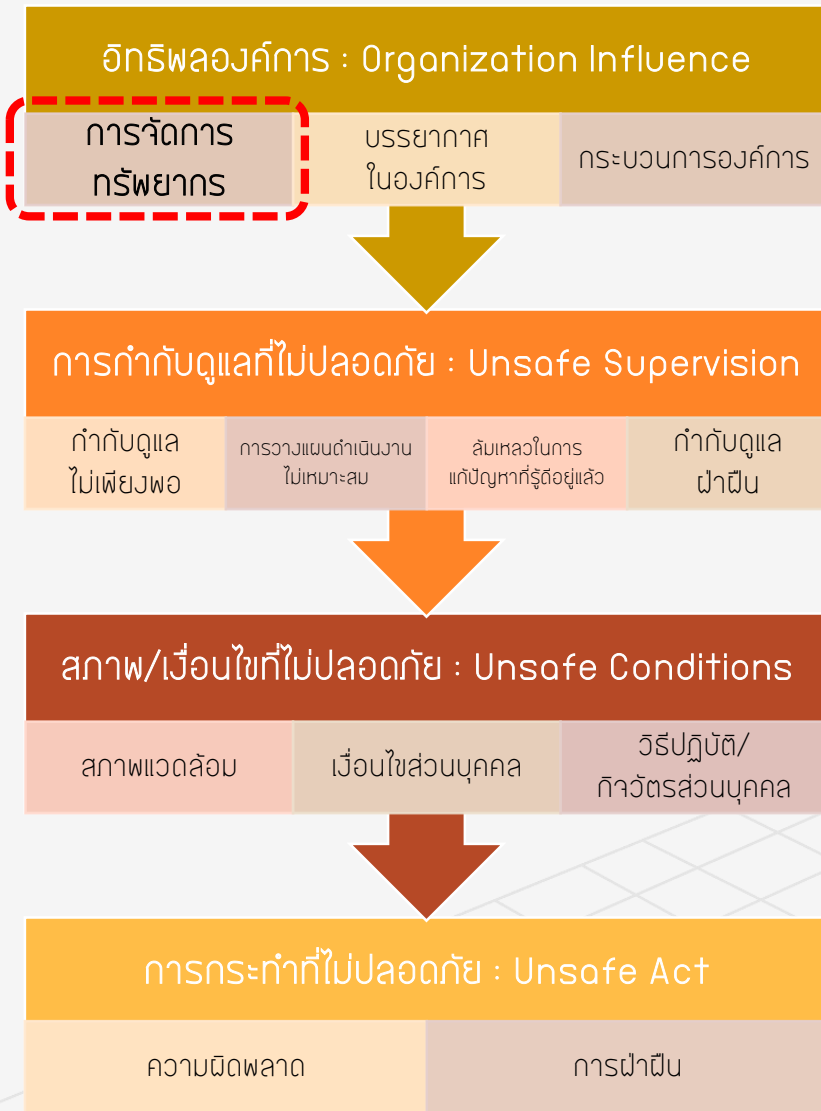 อิทธิพลองค์การ : Organization Influence
การจัดการ
ทรัพยากร
บรรยากาศ
ในองค์การ
กระบวนการองค์การ
การกำกับดูแลที่ไม่ปลอดภัย : Unsafe Supervision
กำกับดูแล
ไม่เพียงพอ
การวางแผนดำเนินงาน
ไม่เหมาะสม
ล้มเหลวในการ
แก้ปัญหาที่รู้ดีอยู่แล้ว
กำกับดูแล
ฝ่าฝืน
สภาพ/เงื่อนไขที่ไม่ปลอดภัย : Unsafe Conditions
สภาพแวดล้อม
เงื่อนไขส่วนบุคคล
วิธีปฏิบัติ/
กิจวัตรส่วนบุคคล
การกระทำที่ไม่ปลอดภัย : Unsafe Act
ความผิดพลาด
การฝ่าฝืน